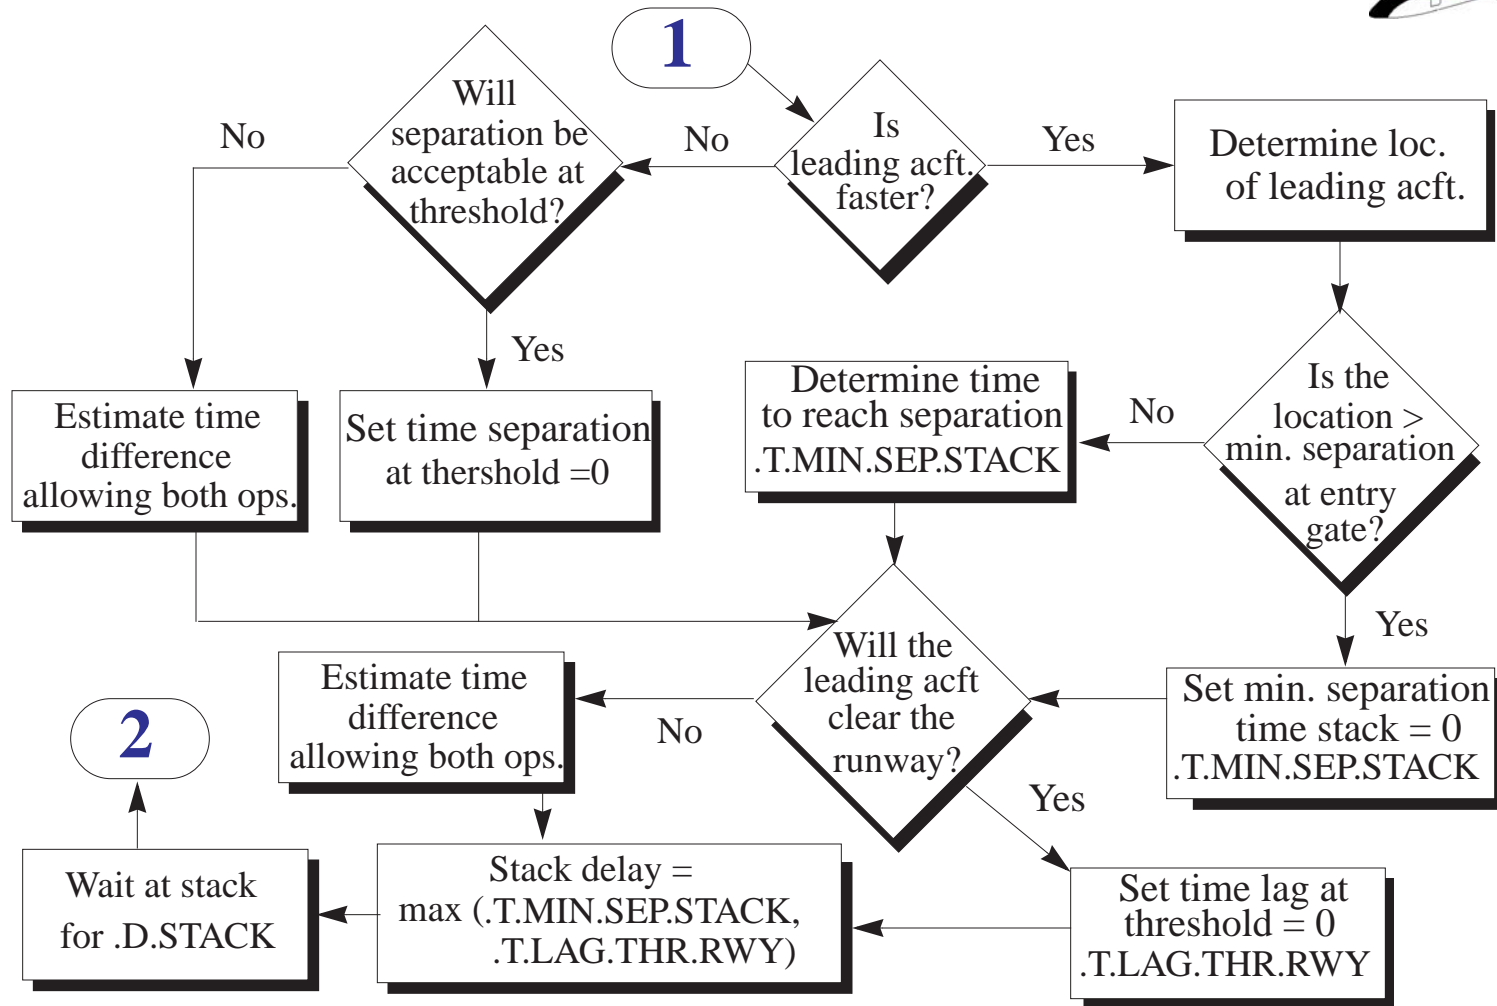 1
Will
separation be
acceptable at
threshold?
No
No
Is
leading acft.
faster?
Yes
Determine loc.
of leading acft.
Yes
Estimate time
difference
allowing both ops.
Set time separation
at thershold =0
Determine time
to reach separation
.T.MIN.SEP.STACK
No
Is the
location >
min. separation
at entry
gate?
Yes
Estimate time
difference
allowing both ops.
No
Will the
leading acft
clear the
runway?
Set min. separation
time stack = 0
.T.MIN.SEP.STACK
2
Yes
Wait at stack
for .D.STACK
Stack delay =
max (.T.MIN.SEP.STACK,
.T.LAG.THR.RWY)
Set time lag at
threshold = 0
.T.LAG.THR.RWY